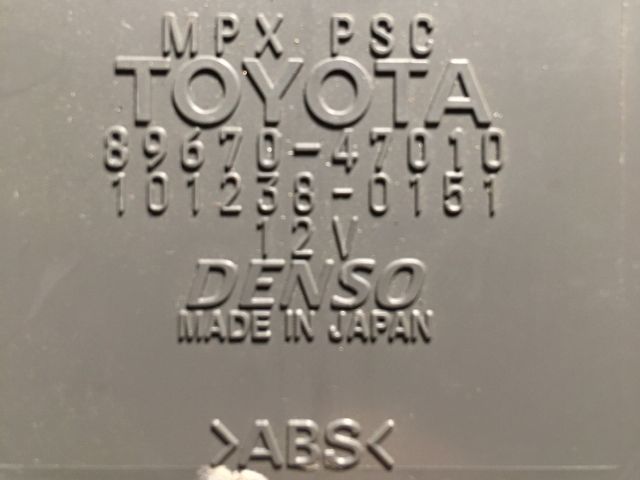 MPX PSC
TOYOTA
89670-47010
101238-0151
12V
DENSO
MADE IN JAPAN
>ABS<